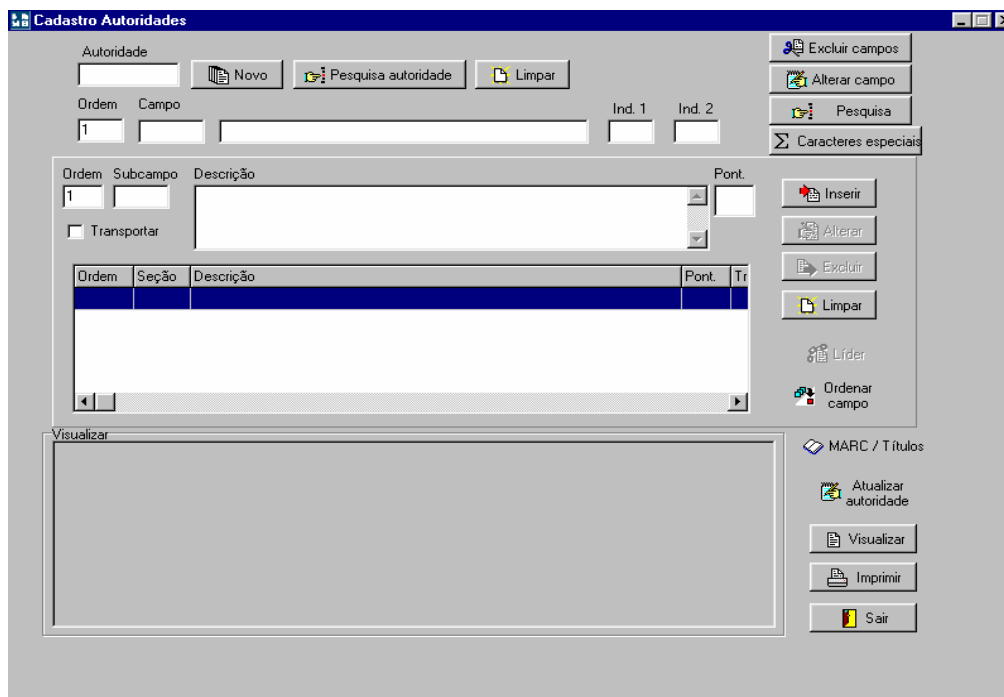 Cadastro Autoridades
Autoridade
Novo
Pesquisa autoridade
Limpar
Excluir campos
Alterar campo
Pesquisa
Σ Caracteres especiais
Ordem Campo Ind. 1 Ind. 2
1
Ordem Subcampo Descrição Pont.
1
Transportar
Inserir
Alterar
Excluir
Limpar
Líder
Ordenar
campo
Ordem Seção Descrição Pont. Tr
Visualizar
MARC / Títulos
Atualizar
autoridade
Visualizar
Imprimir
Sair